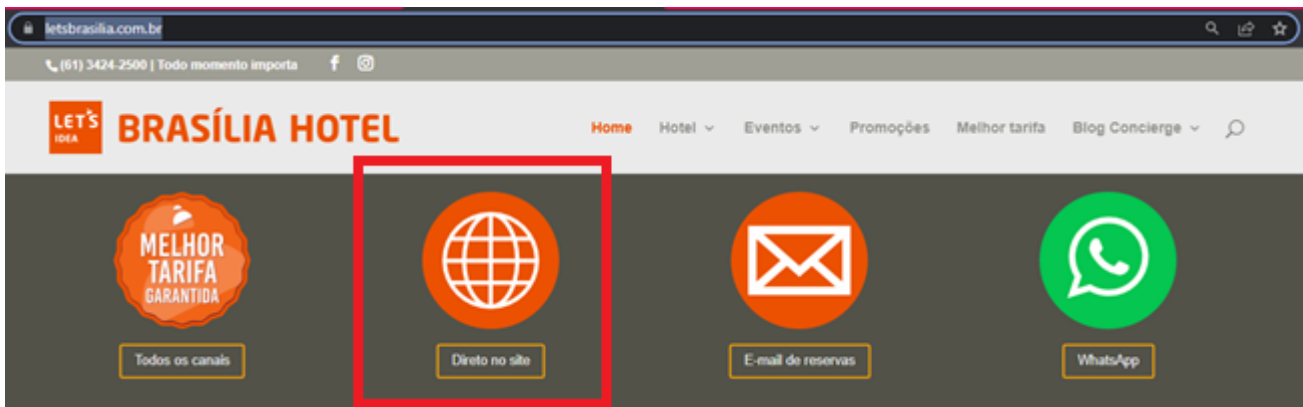 letsbrasilia.com.br
(61) 3424-2500 | Todo momento importa
LET'S
IDEA
BRASÍLIA HOTEL
Home Hotel Eventos Promoções Melhor tarifa Blog Concierge
MELHOR
TARIFA
GARANTIDA
Todos os canais
Direto no site
E-mail de reservas
WhatsApp